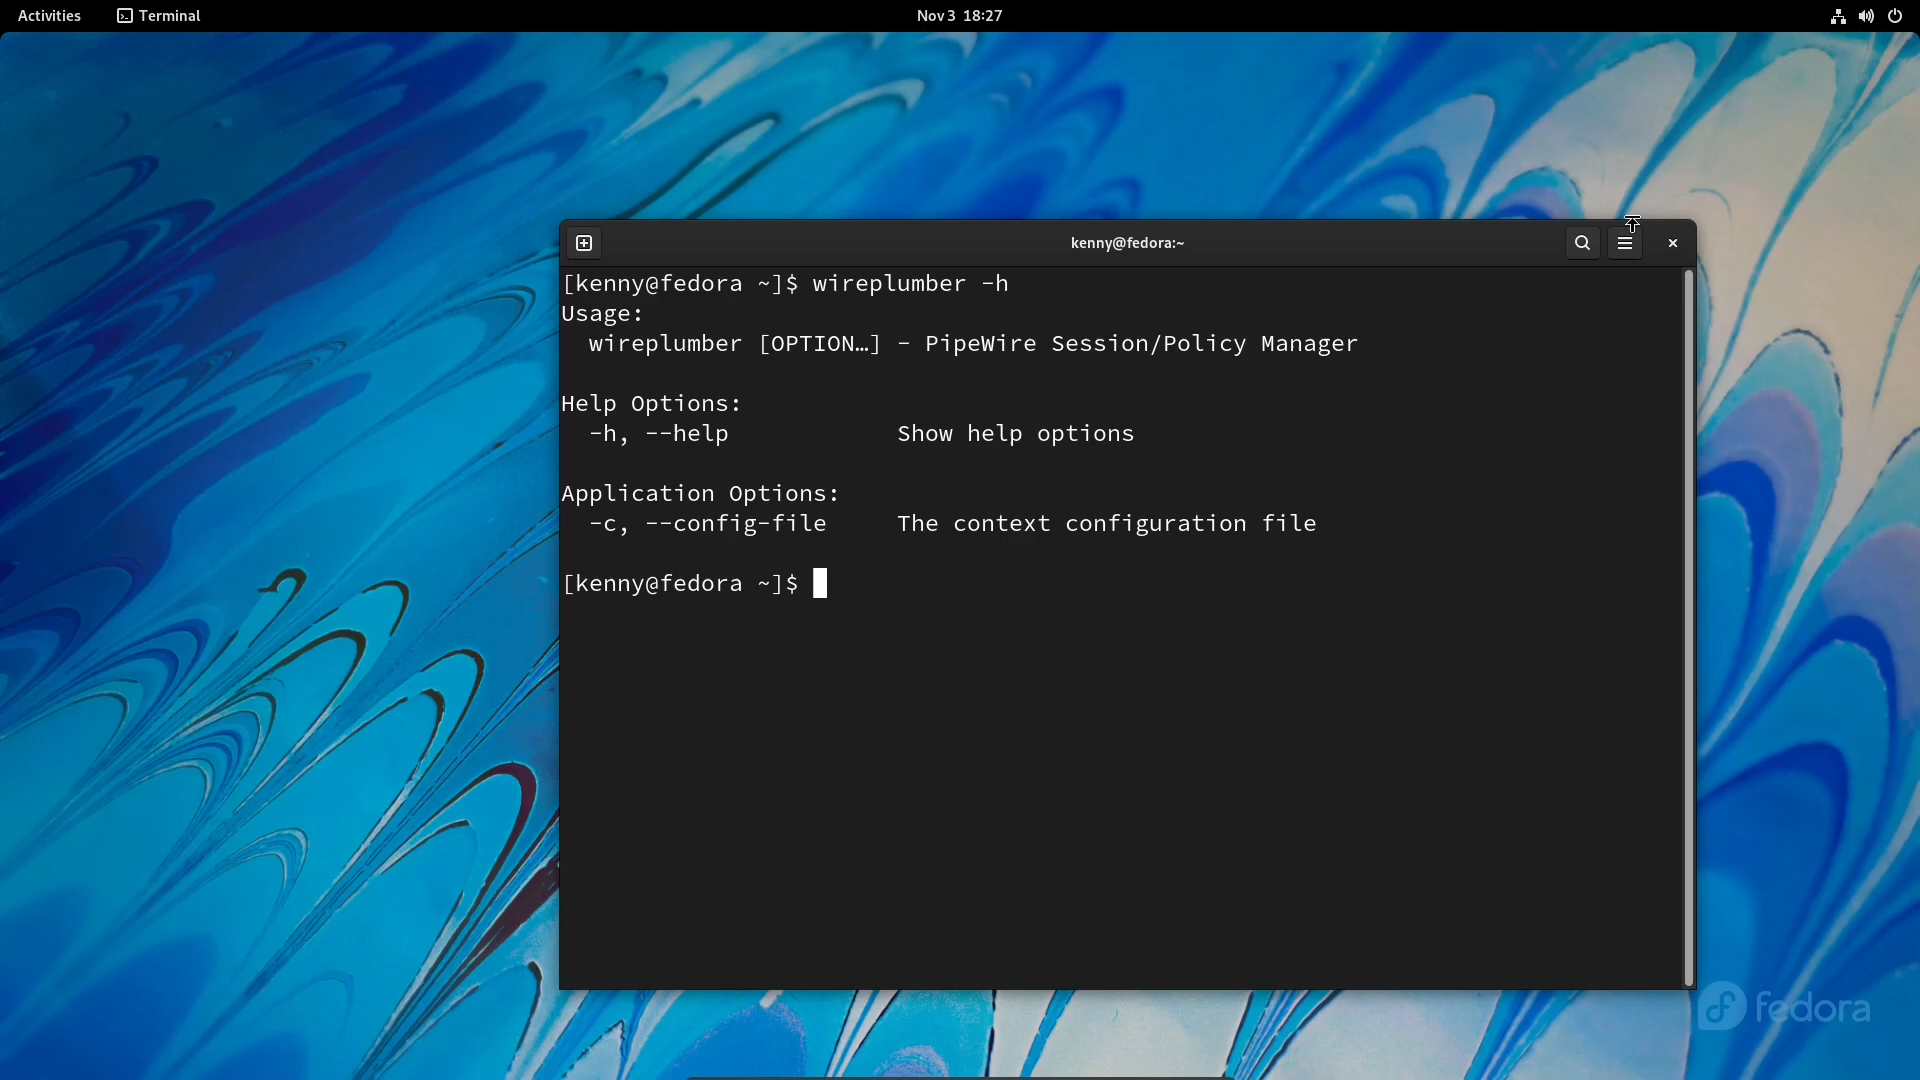 Activities
Terminal
Nov 3 18:27
kenny@fedora:~
[kenny@fedora ~]$ wireplumber -h
Usage:
  wireplumber [OPTION…] - PipeWire Session/Policy Manager
Help Options:
  -h, --help            Show help options
Application Options:
  -c, --config-file     The context configuration file
[kenny@fedora ~]$
fedora